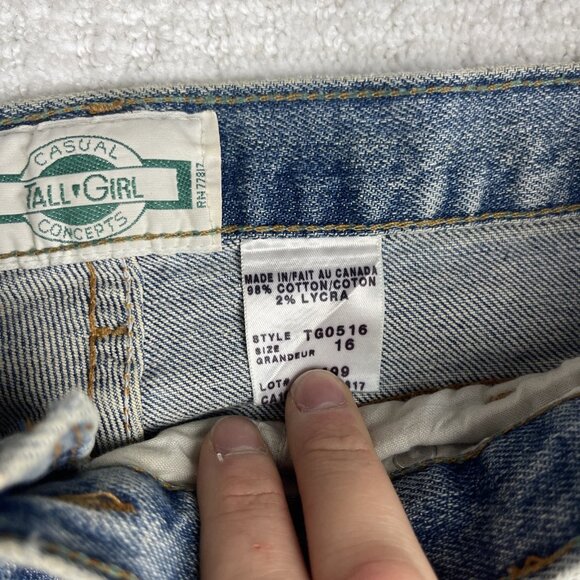 CASUAL
TALL GIRL
CONCEPTS
RN 77817
MADE IN/FAIT AU CANADA
98% COTTON/COTON
2% LYCRA
STYLE TG0516
SIZE 16
GRANDEUR
LOT#